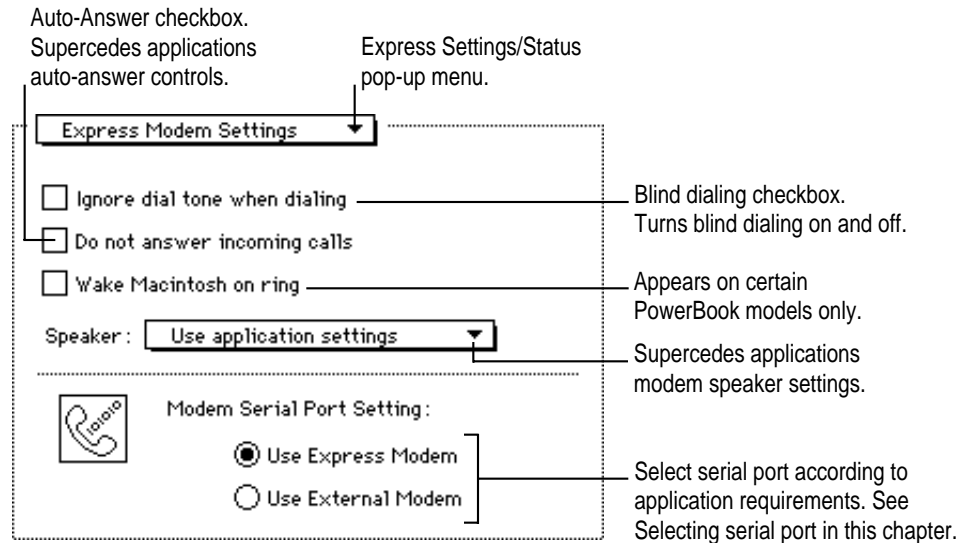 Auto-Answer checkbox.
Supercedes applications
auto-answer controls.
Express Settings/Status
pop-up menu.
Express Modem Settings
Ignore dial tone when dialing
Blind dialing checkbox.
Turns blind dialing on and off.
Do not answer incoming calls
Wake Macintosh on ring
Appears on certain
PowerBook models only.
Speaker: Use application settings
Supercedes applications
modem speaker settings.
Modem Serial Port Setting:
Use Express Modem
Use External Modem
Select serial port according to
application requirements. See
Selecting serial port in this chapter.